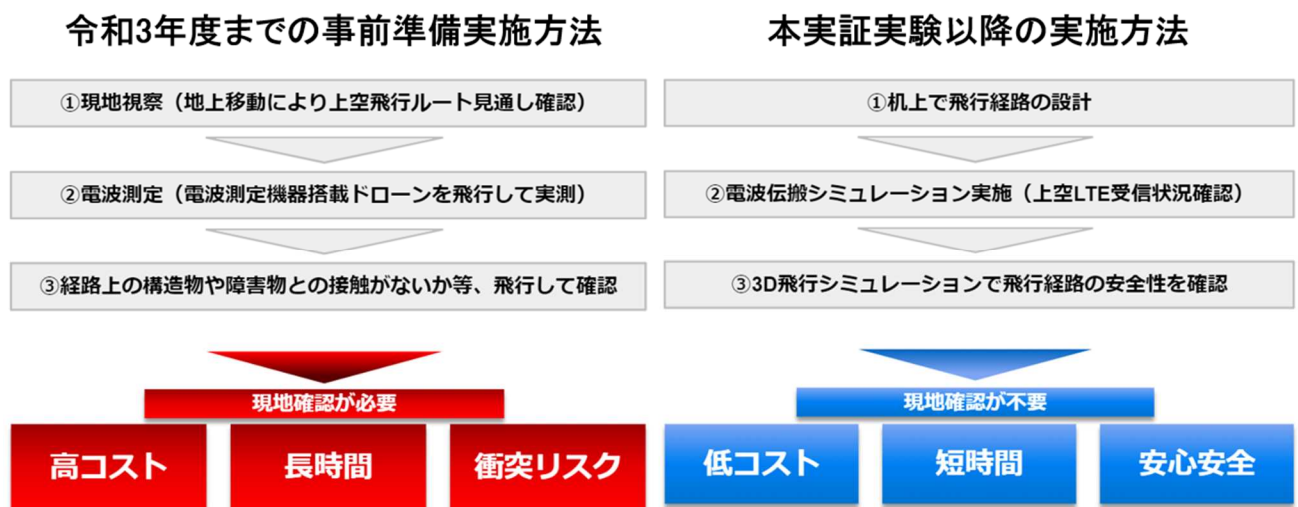 令和3年度までの事前準備実施方法
①現地視察（地上移動により上空飛行ルート見通し確認）
②電波測定（電波測定機器搭載ドローンを飛行して実測）
③経路上の構造物や障害物との接触がないか等、飛行して確認
現地確認が必要
高コスト
長時間
衝突リスク
本実証実験以降の実施方法
①机上で飛行経路の設計
②電波伝搬シミュレーション実施（上空LTE受信状況確認）
③3D飛行シミュレーションで飛行経路の安全性を確認
現地確認が不要
低コスト
短時間
安心安全